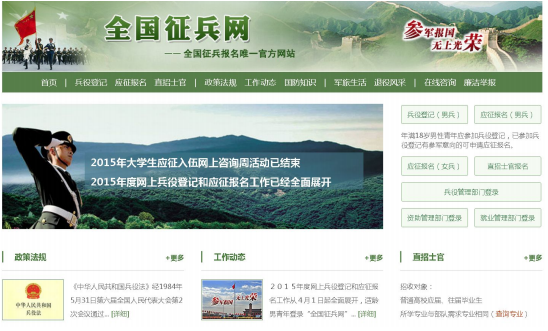 全国征兵网
—— 全国征兵报名唯一官方网站
参军报国
无上光荣
首页 | 兵役登记 应征报名 直招士官 | 政策法规 工作动态 国防知识 | 军旅生活 退役风采 | 在线咨询 廉洁举报
2015年大学生应征入伍网上咨询周活动已结束
2015年度网上兵役登记和应征报名工作已经全面展开
兵役登记（男兵） 应征报名（男兵）
年满18岁男性青年应参加兵役登记，已参加兵
役登记有参军意向的可申请应征报名。
应征报名（女兵） 直招士官报名
兵役管理部门登录
资助管理部门登录 就业管理部门登录
政策法规 +更多
中华人民共和国
兵役法
《中华人民共和国兵役法》经1984年
5月31日第六届全国人民代表大会第2
次会议通过... [详细]
工作动态 +更多
参军报国 无上光荣
２０１５年度网上兵役登记和应征报
名工作从４月１日起全面展开，适龄
男青年登录“全国征兵网”... [详细]
直招士官 +更多
招收对象：
普通高校应届、往届毕业生
所学专业与部队需求专业相同（查询专业）